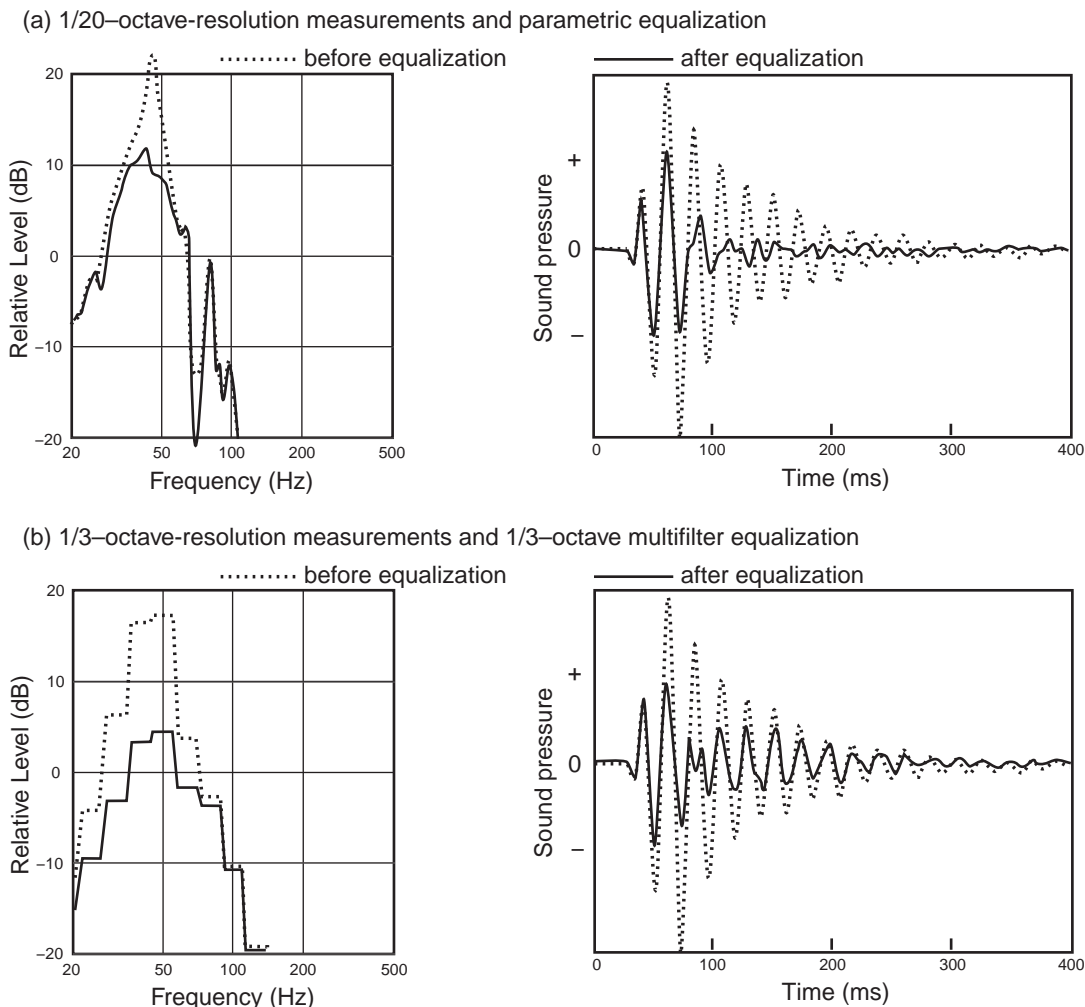 (a) 1/20–octave-resolution measurements and parametric equalization
before equalization
after equalization
20
10
0
–10
–20
Relative Level (dB)
20 50 100 200 500
Frequency (Hz)
+
0
–
Sound pressure
0 100 200 300 400
Time (ms)
(b) 1/3–octave-resolution measurements and 1/3–octave multifilter equalization
before equalization
after equalization
20
10
0
–10
–20
Relative Level (dB)
20 50 100 200 500
Frequency (Hz)
+
0
–
Sound pressure
0 100 200 300 400
Time (ms)